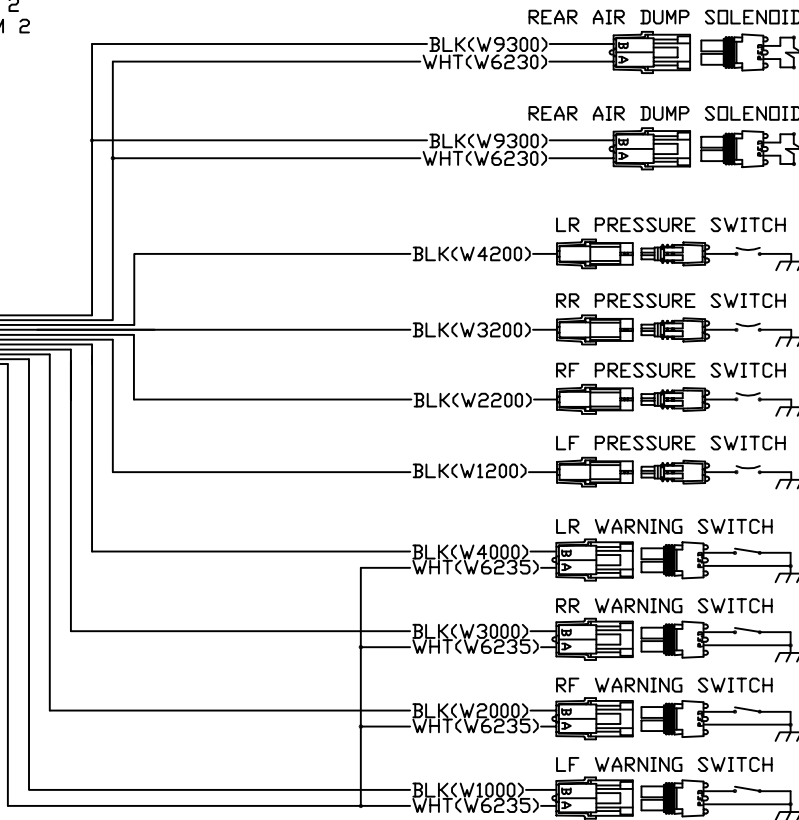 2
M 2
REAR AIR DUMP SOLENOID
BLK(W9300)
WHT(W6230)
B
A
REAR AIR DUMP SOLENOID
BLK(W9300)
WHT(W6230)
B
A
LR PRESSURE SWITCH
BLK(W4200)
RR PRESSURE SWITCH
BLK(W3200)
RF PRESSURE SWITCH
BLK(W2200)
LF PRESSURE SWITCH
BLK(W1200)
LR WARNING SWITCH
BLK(W4000)
WHT(W6235)
B
A
RR WARNING SWITCH
BLK(W3000)
WHT(W6235)
B
A
RF WARNING SWITCH
BLK(W2000)
WHT(W6235)
B
A
LF WARNING SWITCH
BLK(W1000)
WHT(W6235)
B
A